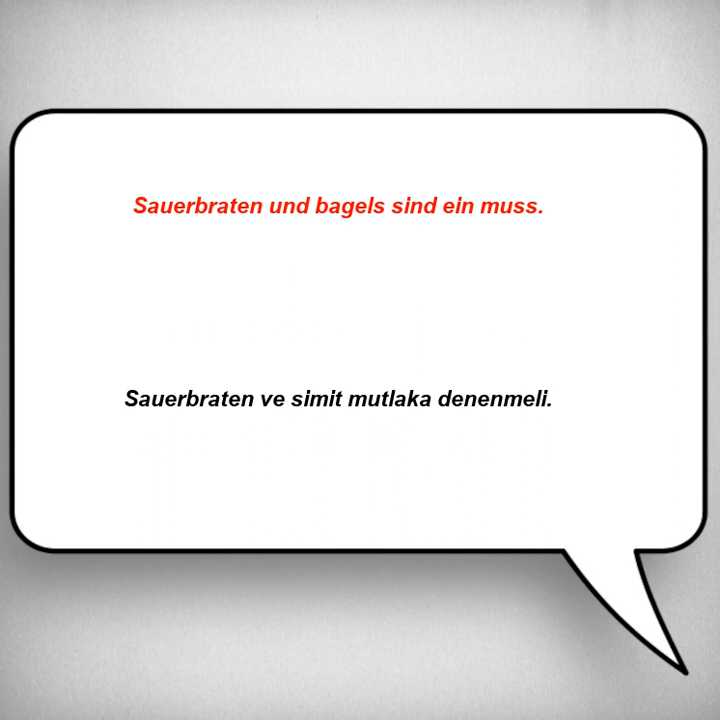 Sauerbraten und bagels sind ein muss.
Sauerbraten ve simit mutlaka denenmeli.